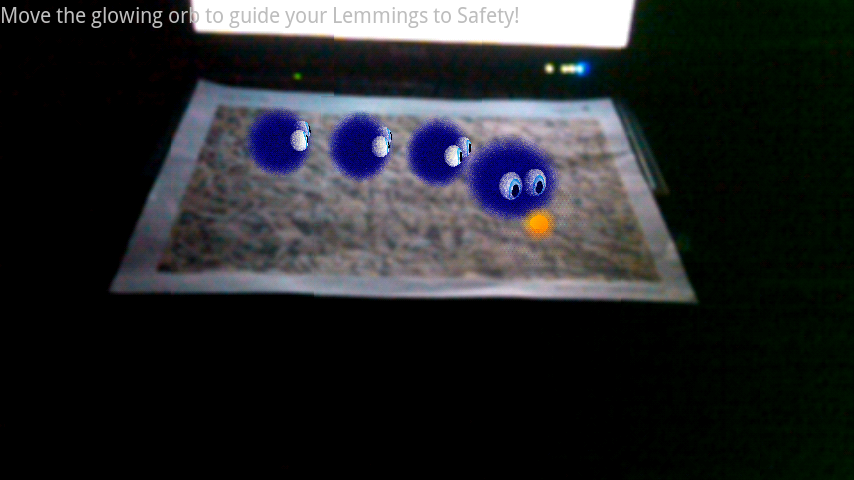 Move the glowing orb to guide your Lemmings to Safety!